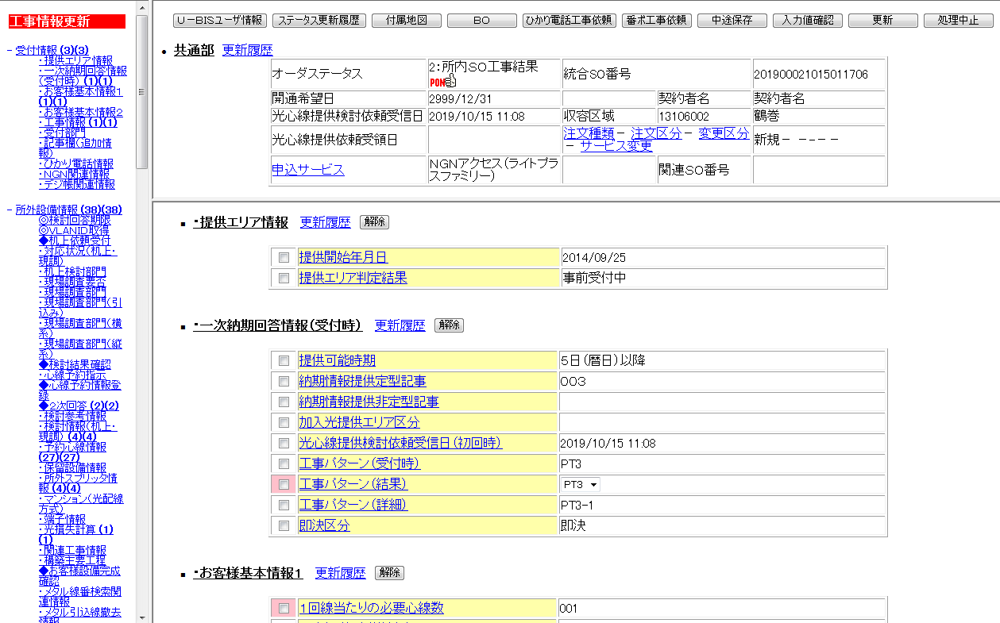 工事情報更新
− 受付情報 (3)(3)
・提供エリア情報
・一次納期回答情報
(受付時) (1)(1)
・お客様基本情報1
(1)(1)
・お客様基本情報2
・工事情報 (1)(1)
・受付部門
・記事欄(追加情
報)
・ひかり電話情報
・NGN関連情報
・デジ帳関連情報
− 所外設備情報 (38)(38)
◎検討回答期限
◎VLANID取得
◆机上依頼受付
・対応状況(机上・
現調)
・机上検討部門
・現場調査要否
・現場調査部門
・現場調査部門(引
込み)
・現場調査部門(横
系)
・現場調査部門(縦
系)
◆検討結果確認
・心線予約指示
◆心線予約情報登
録
◆2次回答 (2)(2)
・検討参考情報
・検討情報(机上・
現調) (4)(4)
・予約心線情報
(27)(27)
・保留設備情報
・所外スプリッタ情
報 (4)(4)
・マンション(光配線
方式)
・端子情報
・光損失計算 (1)
(1)
・関連工事情報
・構築主要工程
◆お客様設備完成
確認
・メタル線番検索関
連情報
・メタル引込線撤去
情報
U−BISユーザ情報 ステータス更新履歴 付属地図 BO ひかり電話工事依頼 番ポ工事依頼 中途保存 入力値確認 更新 処理中止
共通部 更新履歴
オーダステータス 2:所内SO工事結果 PON 統合SO番号 201900021015011706
開通希望日 2999/12/31 契約者名 契約者名
光心線提供検討依頼受信日 2019/10/15 11:08 収容区域 13106002 鶴巻
光心線提供依頼受領日 注文種類− 注文区分− 変更区分 新規− −−−−
− サービス変更
申込サービス NGNアクセス(ライトプラ 関連SO番号
スファミリー)
・提供エリア情報 更新履歴 解除
提供開始年月日 2014/09/25
提供エリア判定結果 事前受付中
・一次納期回答情報(受付時) 更新履歴 解除
提供可能時期 5日(暦日)以降
納期情報提供定型記事 003
納期情報提供非定型記事
加入光提供エリア区分
光心線提供検討依頼受信日(初回時) 2019/10/15 11:08
工事パターン(受付時) PT3
工事パターン(結果) PT3
工事パターン(詳細) PT3-1
即決区分 即決
・お客様基本情報1 更新履歴 解除
1回線当たりの必要心線数 001